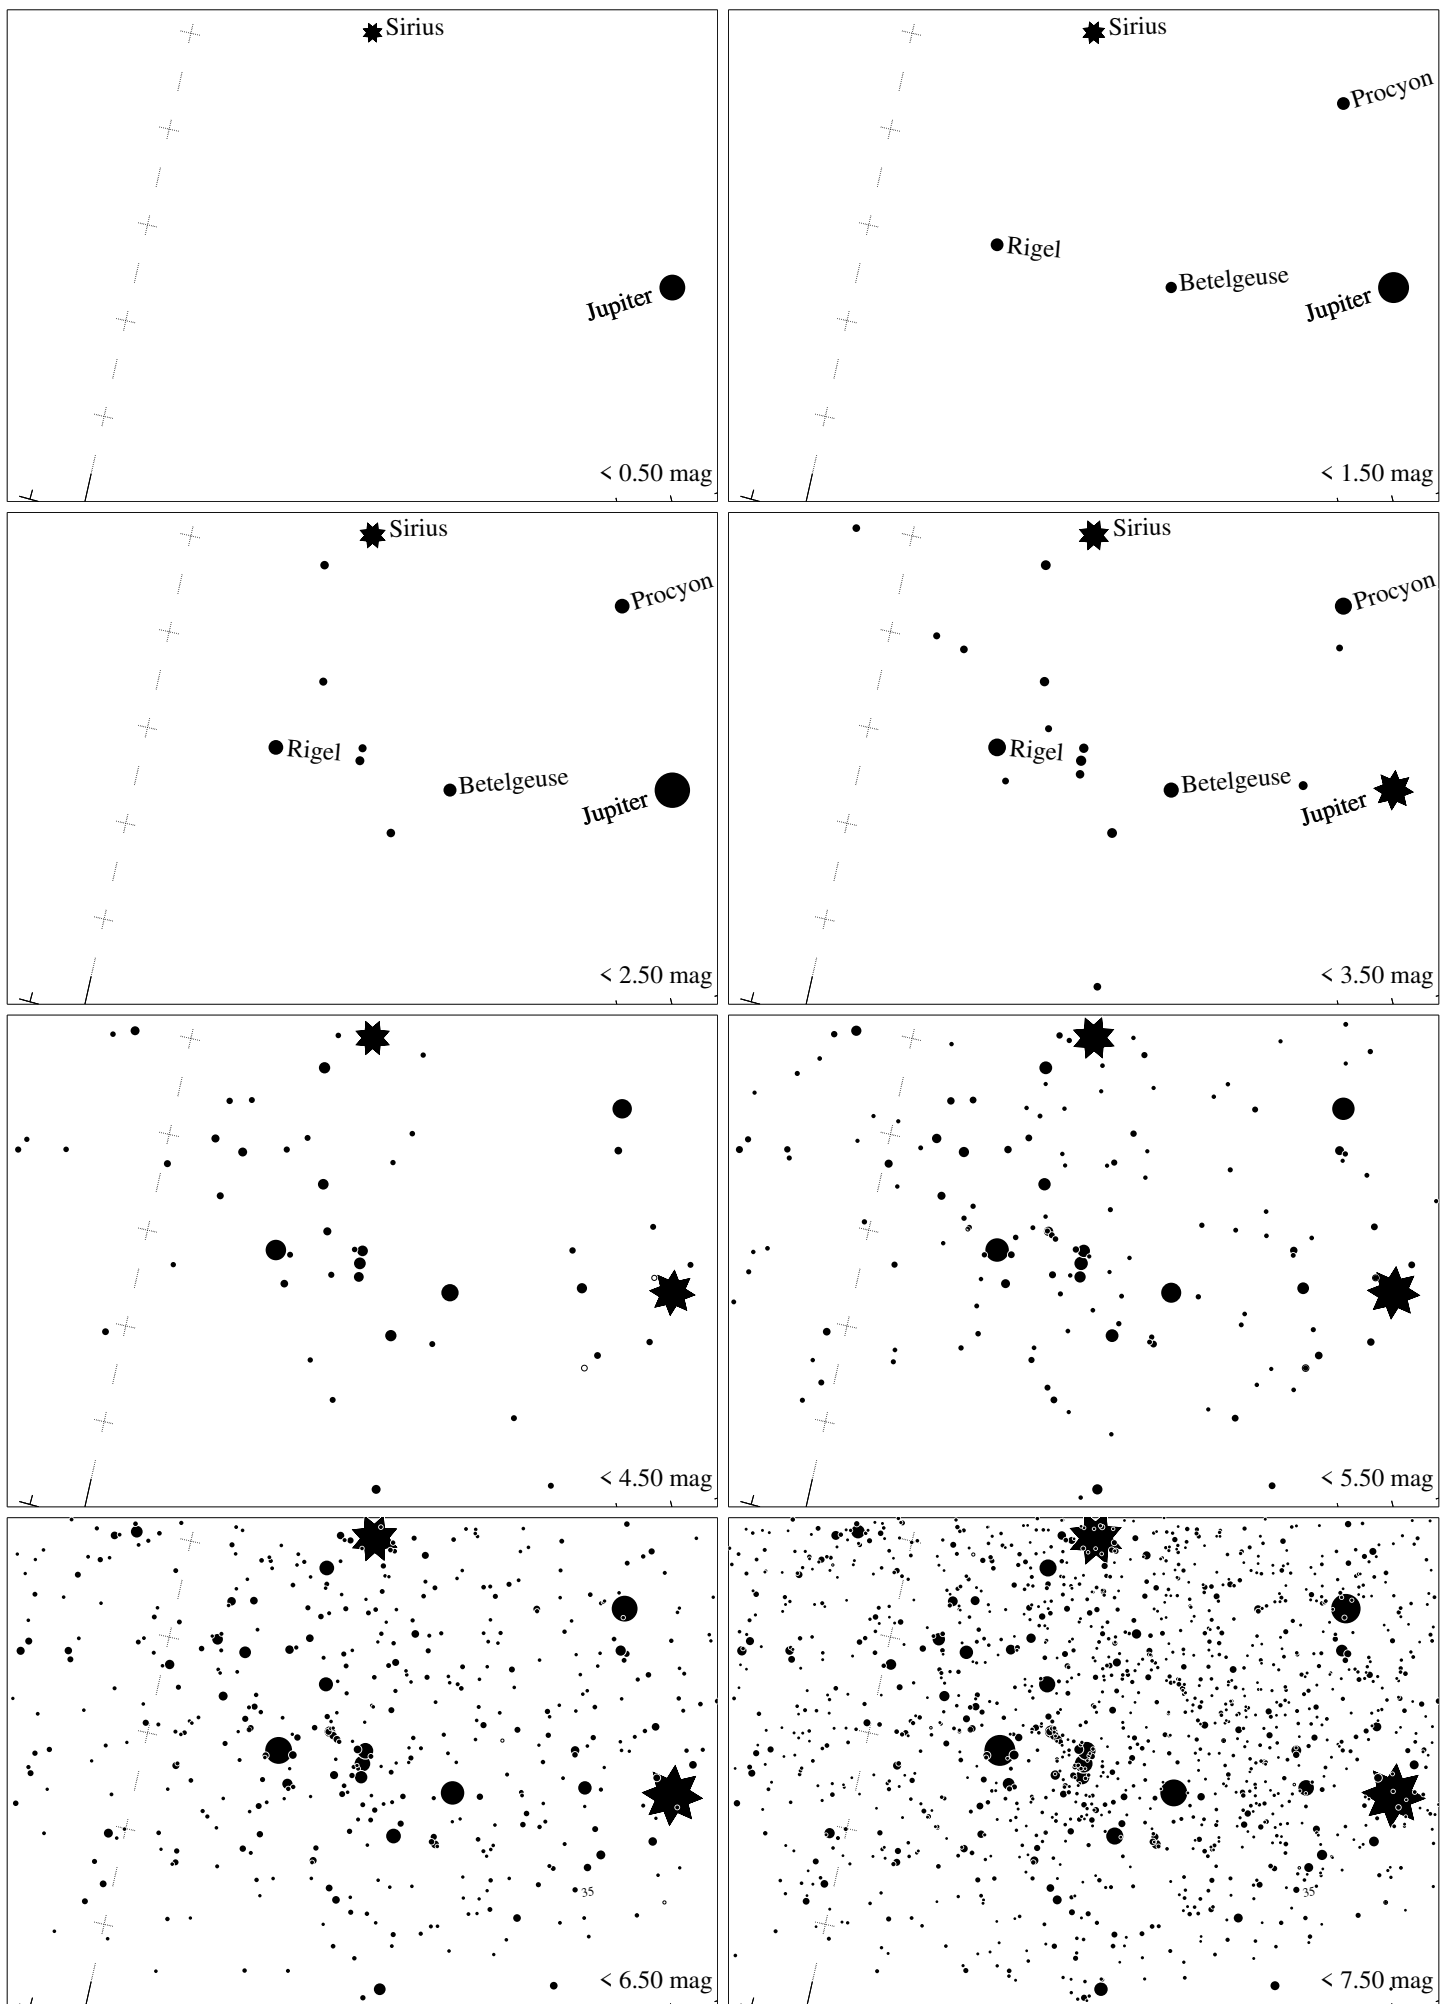 Sirius
Jupiter
< 0.50 mag
Sirius
Procyon
Rigel
Betelgeuse
Jupiter
< 1.50 mag
Sirius
Procyon
Rigel
Betelgeuse
Jupiter
< 2.50 mag
Sirius
Procyon
Rigel
Betelgeuse
Jupiter
< 3.50 mag
< 4.50 mag
< 5.50 mag
35
< 6.50 mag
35
< 7.50 mag